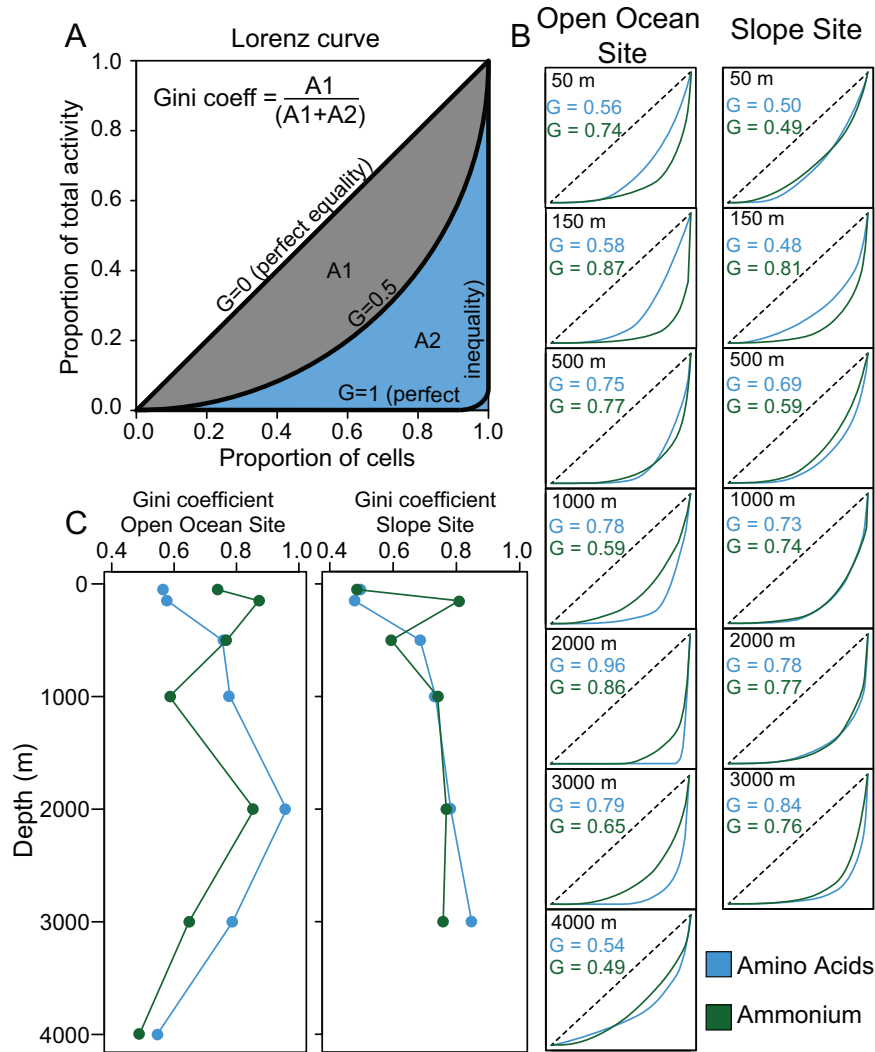 A
Lorenz curve
Gini coeff = A1
(A1+A2)
G=0 (perfect equality)
A1
G=0.5
A2
G=1 (perfect
inequality)
Proportion of total activity
1.0
0.8
0.6
0.4
0.2
0.0
0.0 0.2 0.4 0.6 0.8 1.0
Proportion of cells
B
Open Ocean
Site
Slope Site
50 m
G = 0.56
G = 0.74
50 m
G = 0.50
G = 0.49
150 m
G = 0.58
G = 0.87
150 m
G = 0.48
G = 0.81
500 m
G = 0.75
G = 0.77
500 m
G = 0.69
G = 0.59
1000 m
G = 0.78
G = 0.59
1000 m
G = 0.73
G = 0.74
2000 m
G = 0.96
G = 0.86
2000 m
G = 0.78
G = 0.77
3000 m
G = 0.79
G = 0.65
3000 m
G = 0.84
G = 0.76
4000 m
G = 0.54
G = 0.49
Amino Acids
Ammonium
C
Gini coefficient
Open Ocean Site
0.4 0.6 0.8 1.0
Gini coefficient
Slope Site
0.4 0.6 0.8 1.0
Depth (m)
0
1000
2000
3000
4000